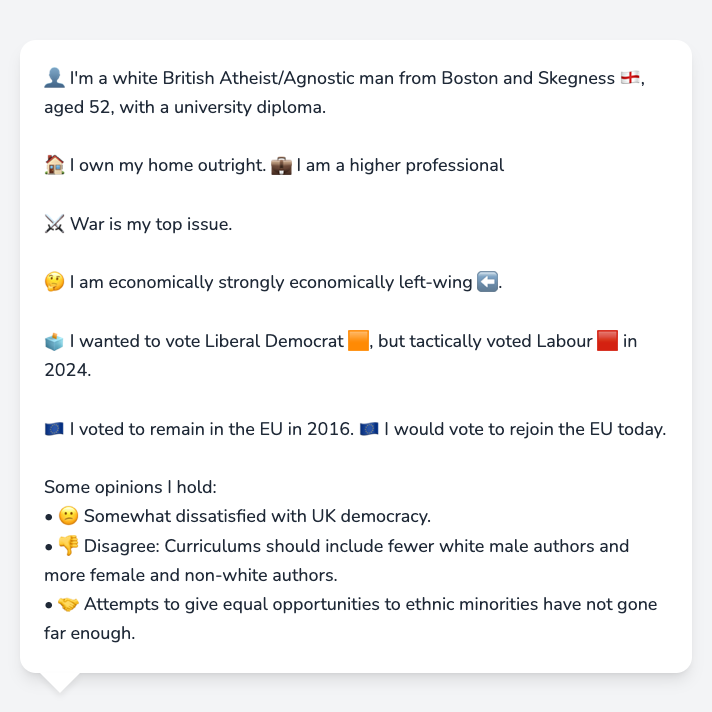 👤 I'm a white British Atheist/Agnostic man from Boston and Skegness 🏴󠁧󠁢󠁥󠁮󠁧󠁿,
aged 52, with a university diploma.
🏠 I own my home outright. 💼 I am a higher professional
⚔️ War is my top issue.
🤔 I am economically strongly economically left-wing ⬅️.
🗳️ I wanted to vote Liberal Democrat 🟧, but tactically voted Labour 🟥 in
2024.
🇪🇺 I voted to remain in the EU in 2016. 🇪🇺 I would vote to rejoin the EU today.
Some opinions I hold:
• 😕 Somewhat dissatisfied with UK democracy.
• 👎 Disagree: Curriculums should include fewer white male authors and
more female and non-white authors.
• 🤝 Attempts to give equal opportunities to ethnic minorities have not gone
far enough.